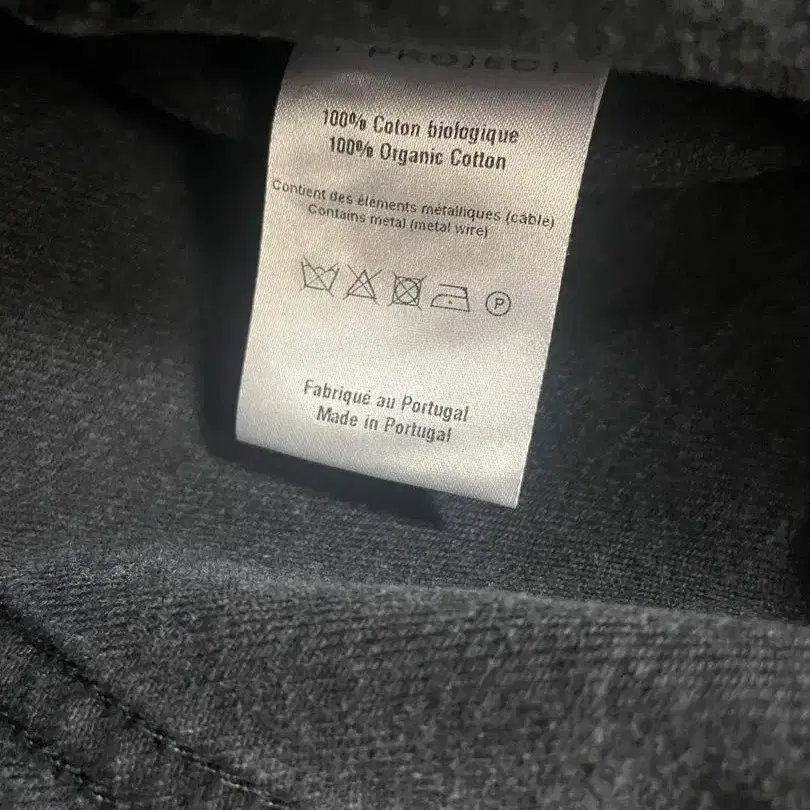 PROJECT
100% Coton biologique
100% Organic Cotton
Contient des éléments métalliques (câble)
Contains metal (metal wire)
P
Fabriqué au Portugal
Made in Portugal